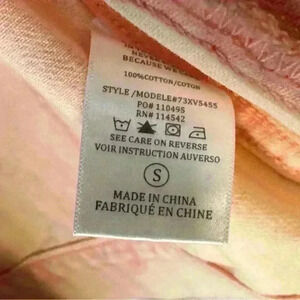 NEVER
BECAUSE WE C
100%COTTON/COTON
STYLE /MODELE#73XV5455
PO# 110495
RN# 114542
SEE CARE ON REVERSE
VOIR INSTRUCTION AUVERSO
S
MADE IN CHINA
FABRIQUÉ EN CHINE